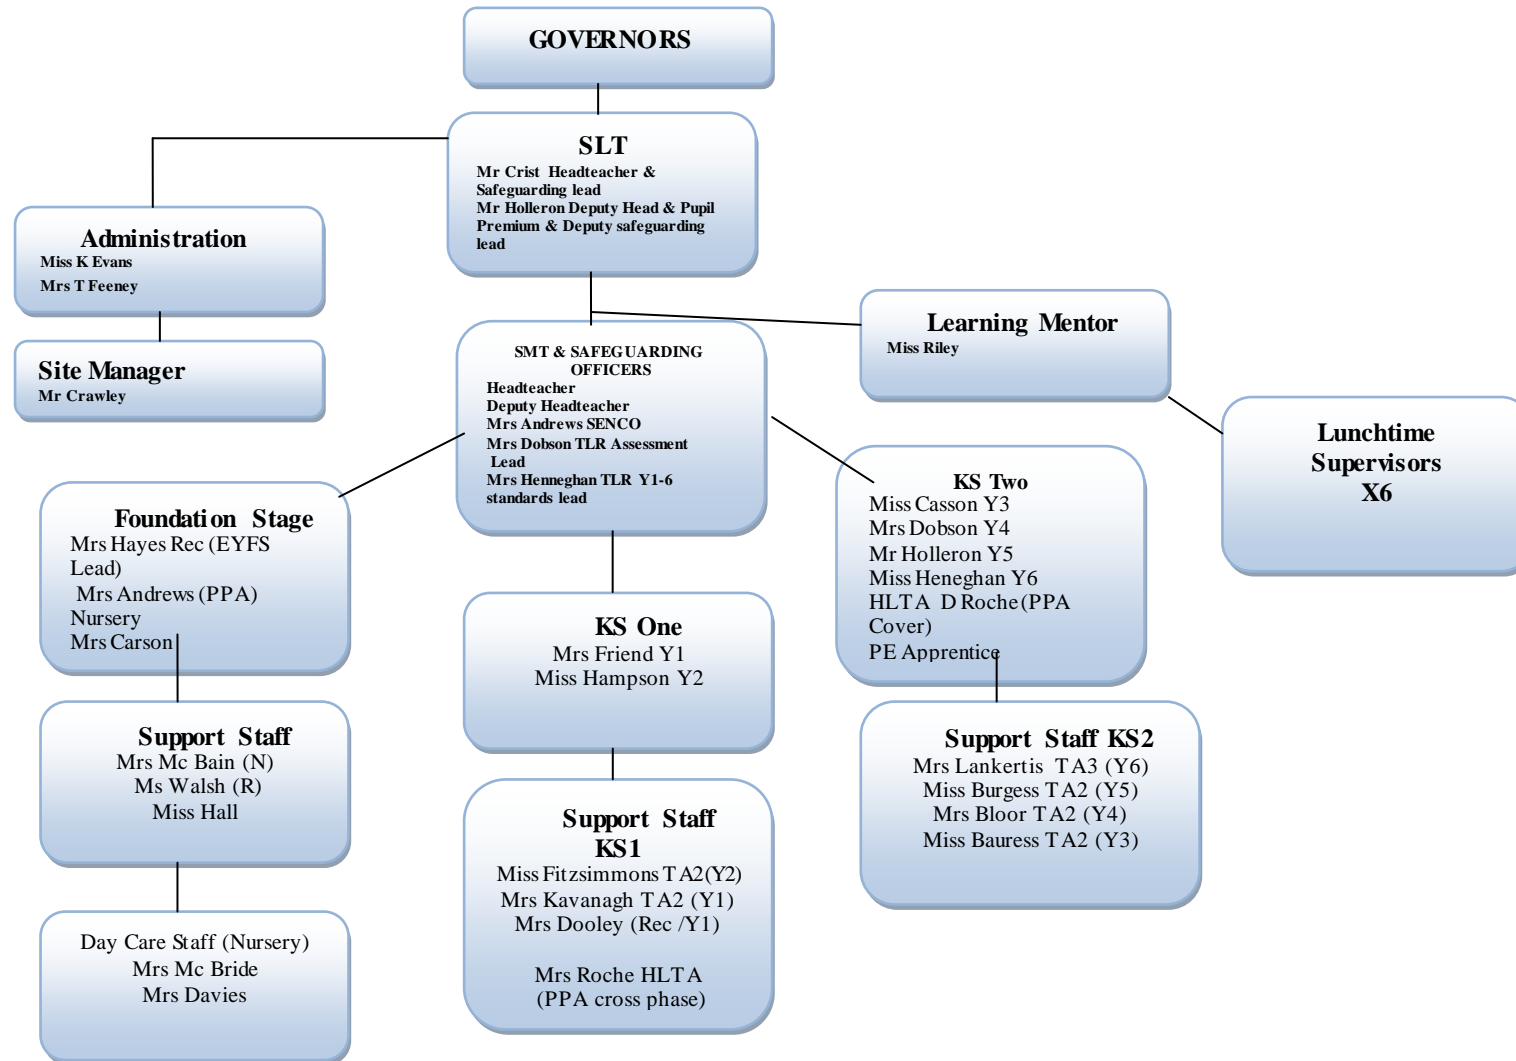 GOVERNORS
SLT
Mr Crist Headteacher &
Safeguarding lead
Mr Holleron Deputy Head & Pupil
Premium & Deputy safeguarding
lead
Administration
Miss K Evans
Mrs T Feeney
Site Manager
Mr Crawley
Learning Mentor
Miss Riley
SMT & SAFEGUARDING
OFFICERS
Headteacher
Deputy Headteacher
Mrs Andrews SENCO
Mrs Dobson TLR Assessment
Lead
Mrs Henneghan TLR Y1-6
standards lead
Lunchtime
Supervisors
X6
Foundation Stage
Mrs Hayes Rec (EYFS
Lead)
Mrs Andrews (PPA)
Nursery
Mrs Carson
KS One
Mrs Friend Y1
Miss Hampson Y2
KS Two
Miss Casson Y3
Mrs Dobson Y4
Mr Holleron Y5
Miss Heneghan Y6
HLTA D Roche (PPA
Cover)
PE Apprentice
Support Staff
Mrs Mc Bain (N)
Ms Walsh (R)
Miss Hall
Support Staff
KS1
Miss Fitzsimmons TA2(Y2)
Mrs Kavanagh TA2 (Y1)
Mrs Dooley (Rec /Y1)
Mrs Roche HLTA
(PPA cross phase)
Support Staff KS2
Mrs Lankertis TA3 (Y6)
Miss Burgess TA2 (Y5)
Mrs Bloor TA2 (Y4)
Miss Bauress TA2 (Y3)
Day Care Staff (Nursery)
Mrs Mc Bride
Mrs Davies